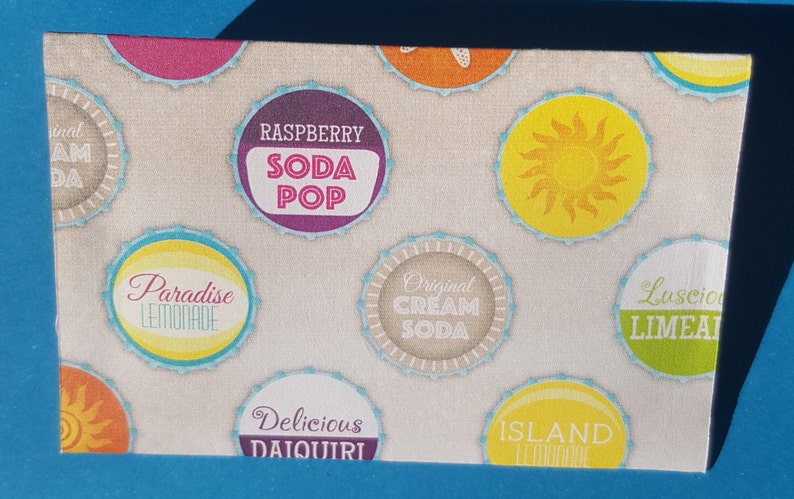 RASPBERRY
SODA
POP
Paradise
LEMONADE
Original
CREAM
SODA
Delicious
DAIQUIRI
ISLAND
LEMONADE